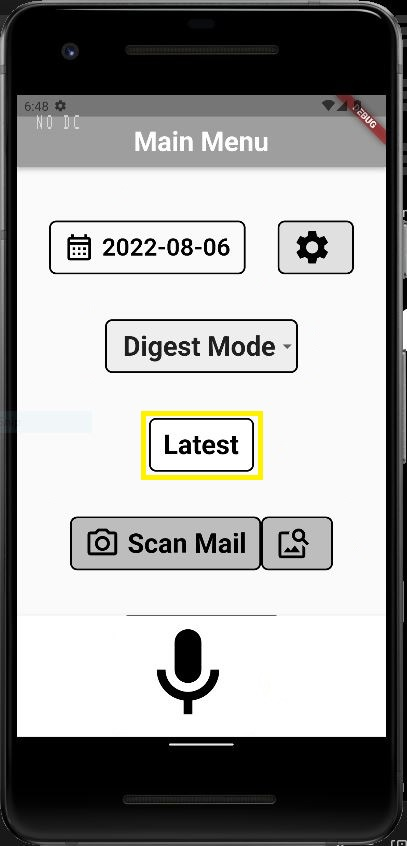 6:48
DEBUG
NO DC
Main Menu
2022-08-06
Digest Mode
Latest
Scan Mail